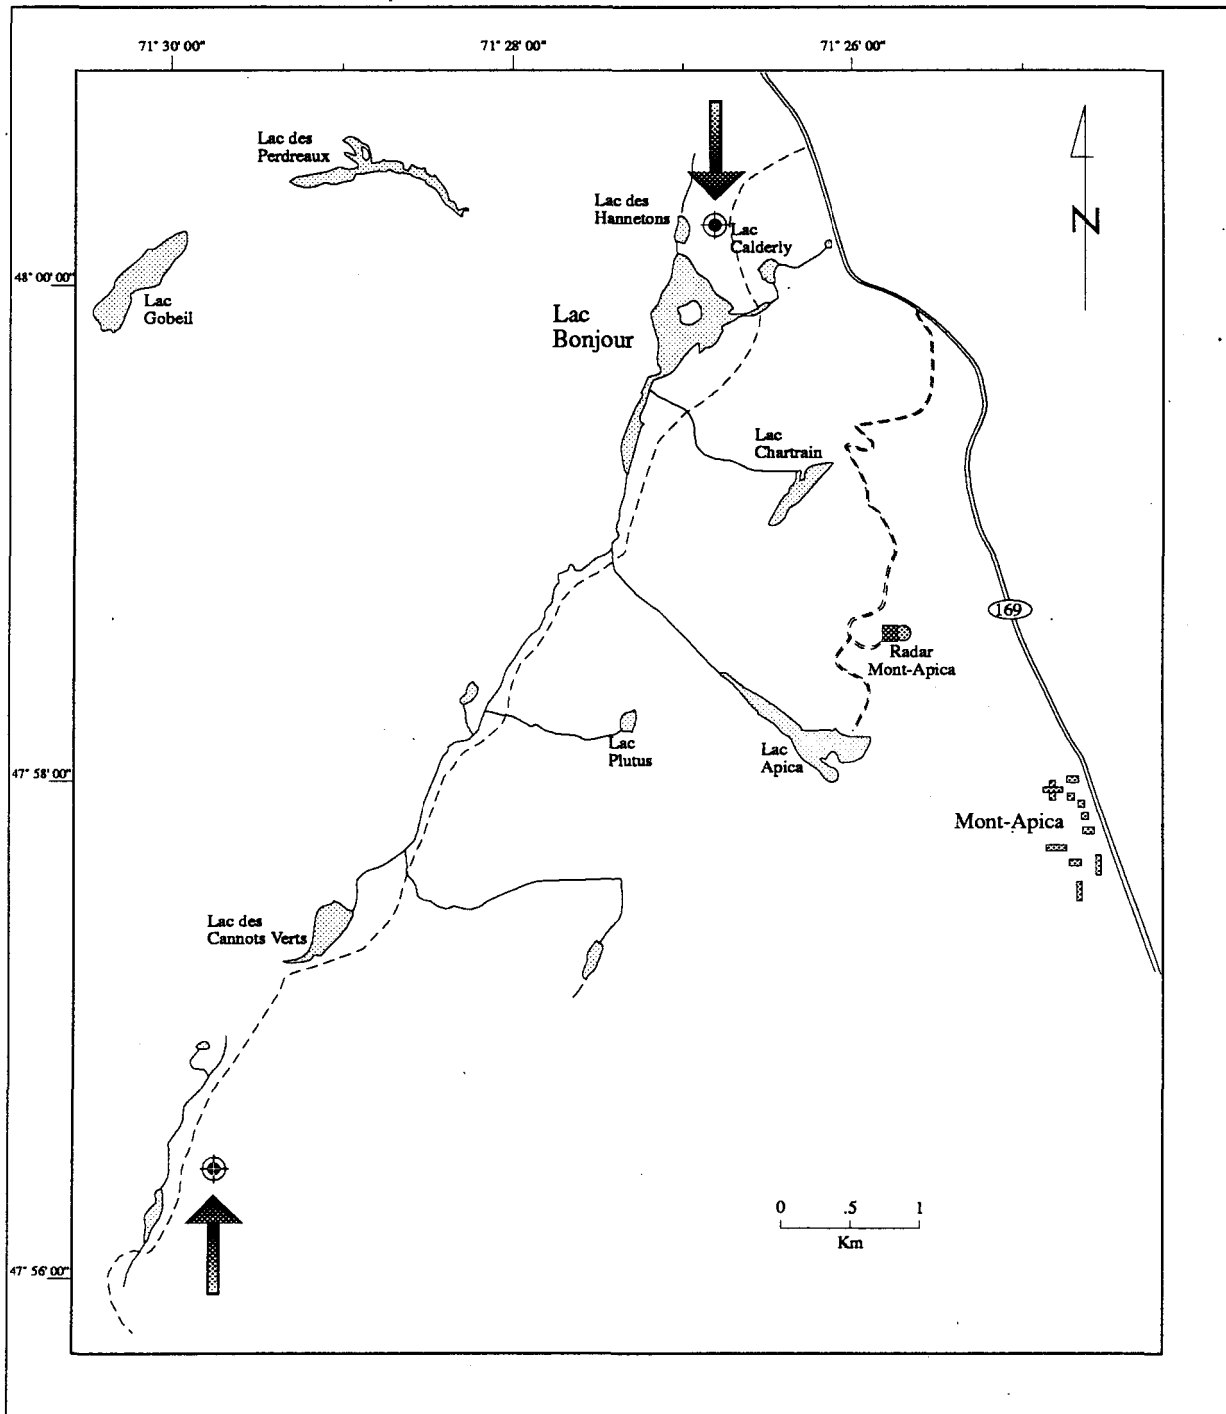 71° 30' 00"
71° 28' 00"
71° 26' 00"
Lac des
Perdreaux
Lac des
Hannetons
Lac
Calderly
N
48° 00' 00"
Lac
Gobeil
Lac
Bonjour
Lac
Chartrain
169
Radar
Mont-Apica
Lac
Plutus
Lac
Apica
47° 58' 00"
Mont-Apica
Lac des
Cannots Verts
0 .5 1
Km
47° 56' 00"